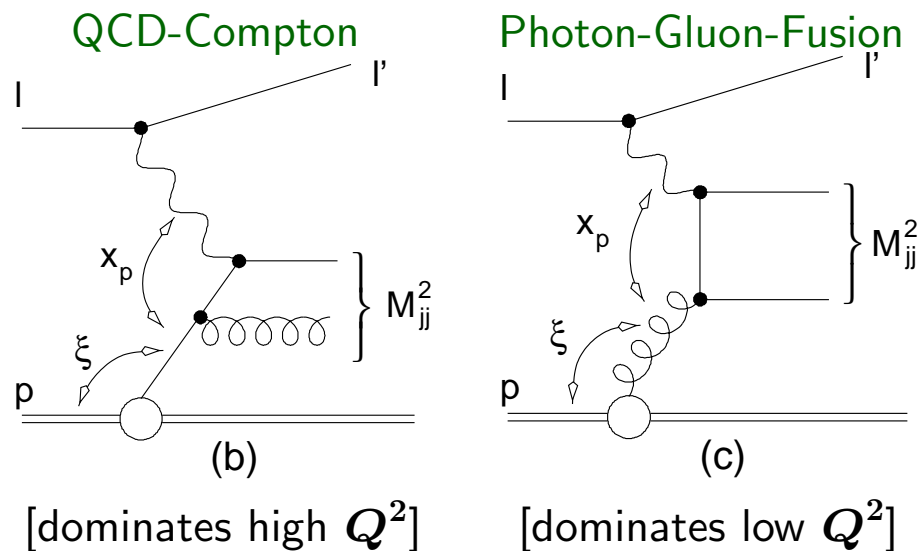 QCD-Compton
l
l'
x_p
ξ
p
M_jj^2
(b)
[dominates high Q^2]
Photon-Gluon-Fusion
l
l'
x_p
ξ
p
M_jj^2
(c)
[dominates low Q^2]